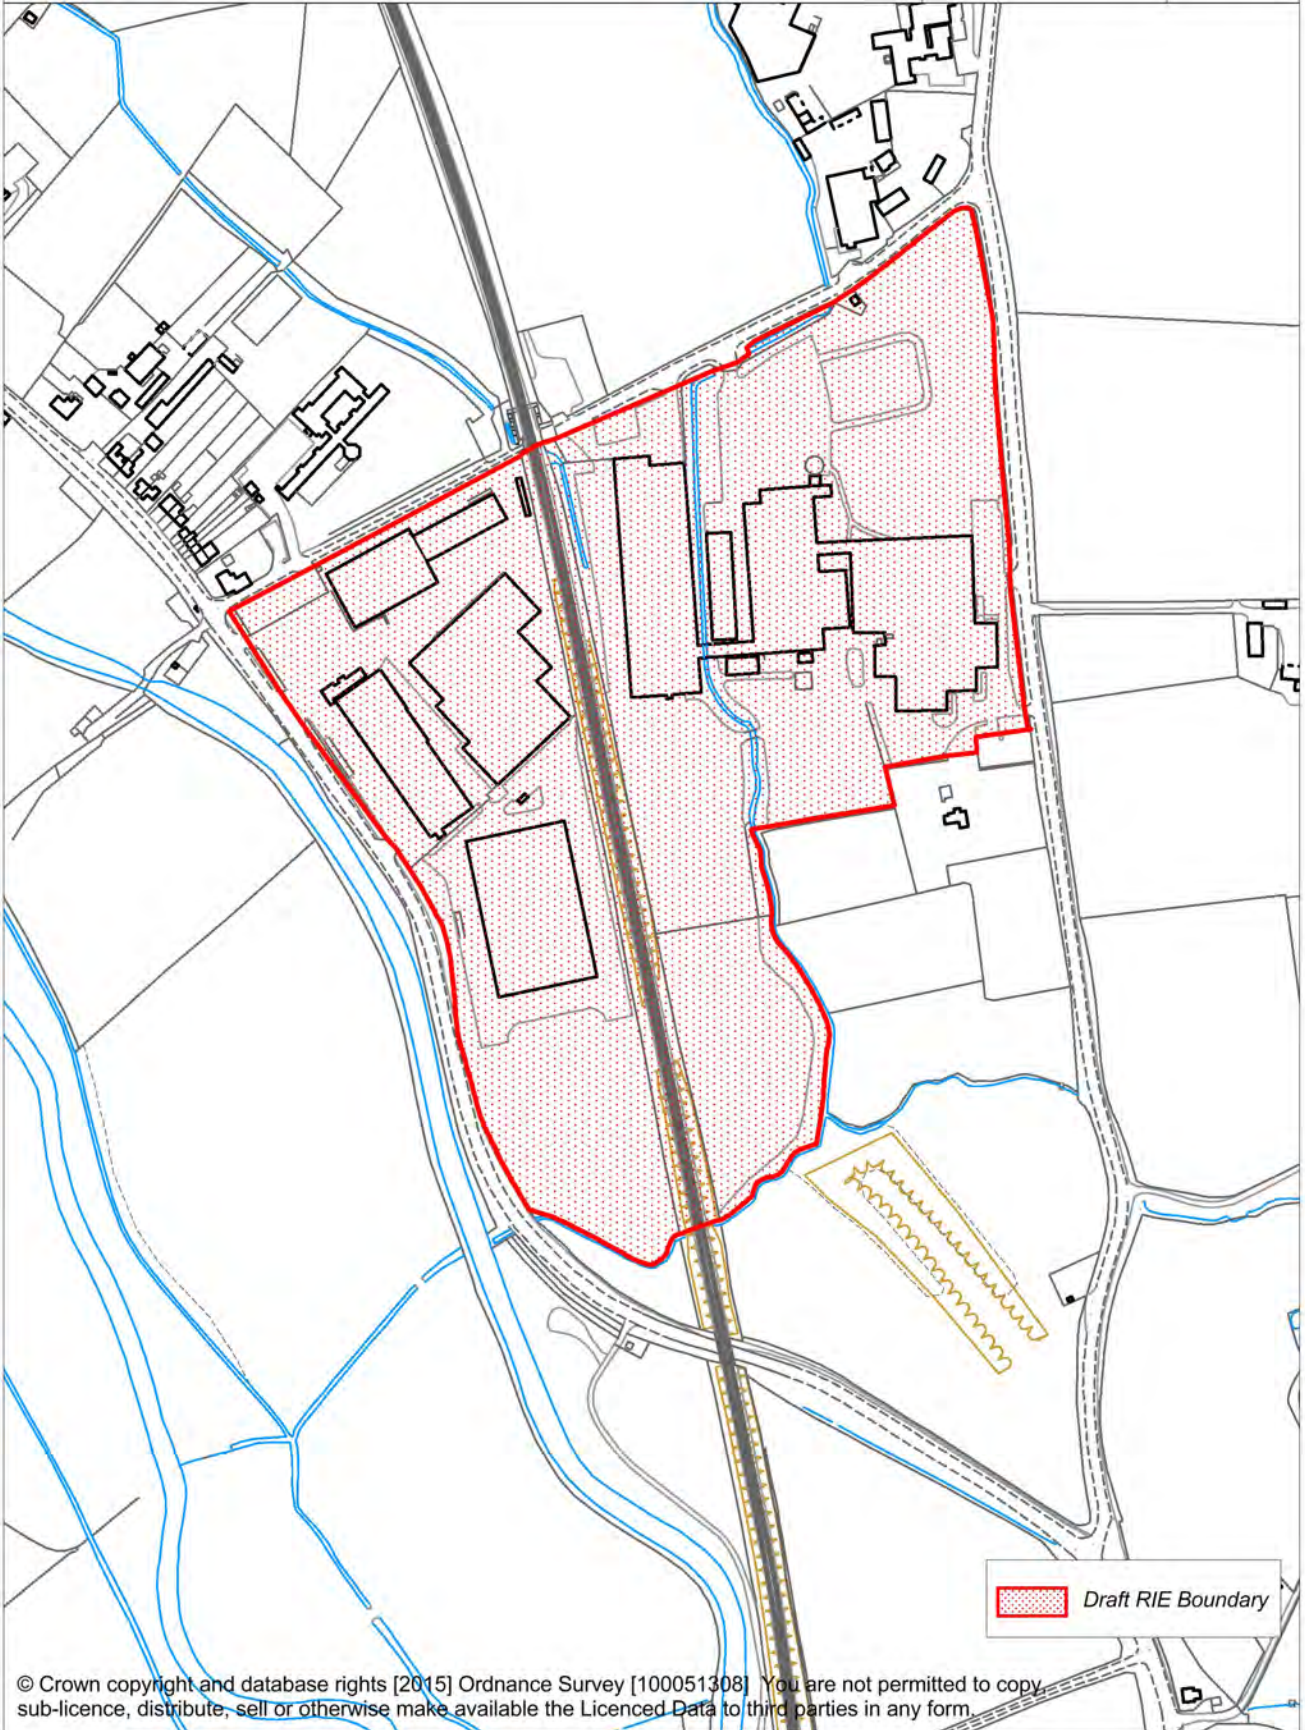 Draft RIE Boundary
© Crown copyright and database rights [2015] Ordnance Survey [100051308] You are not permitted to copy,
sub-licence, distribute, sell or otherwise make available the Licenced Data to third parties in any form.